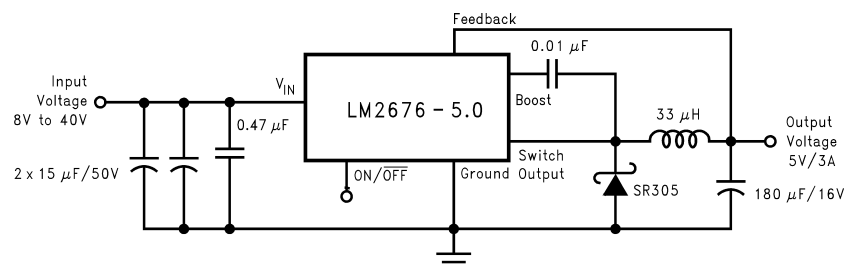 Feedback
0.01 μF
Input
Voltage
8V to 40V
VIN
LM2676 - 5.0
Boost
33 μH
Output
Voltage
5V/3A
0.47 μF
2 x 15 μF/50V
ON/OFF
Ground
Switch
Output
SR305
180 μF/16V